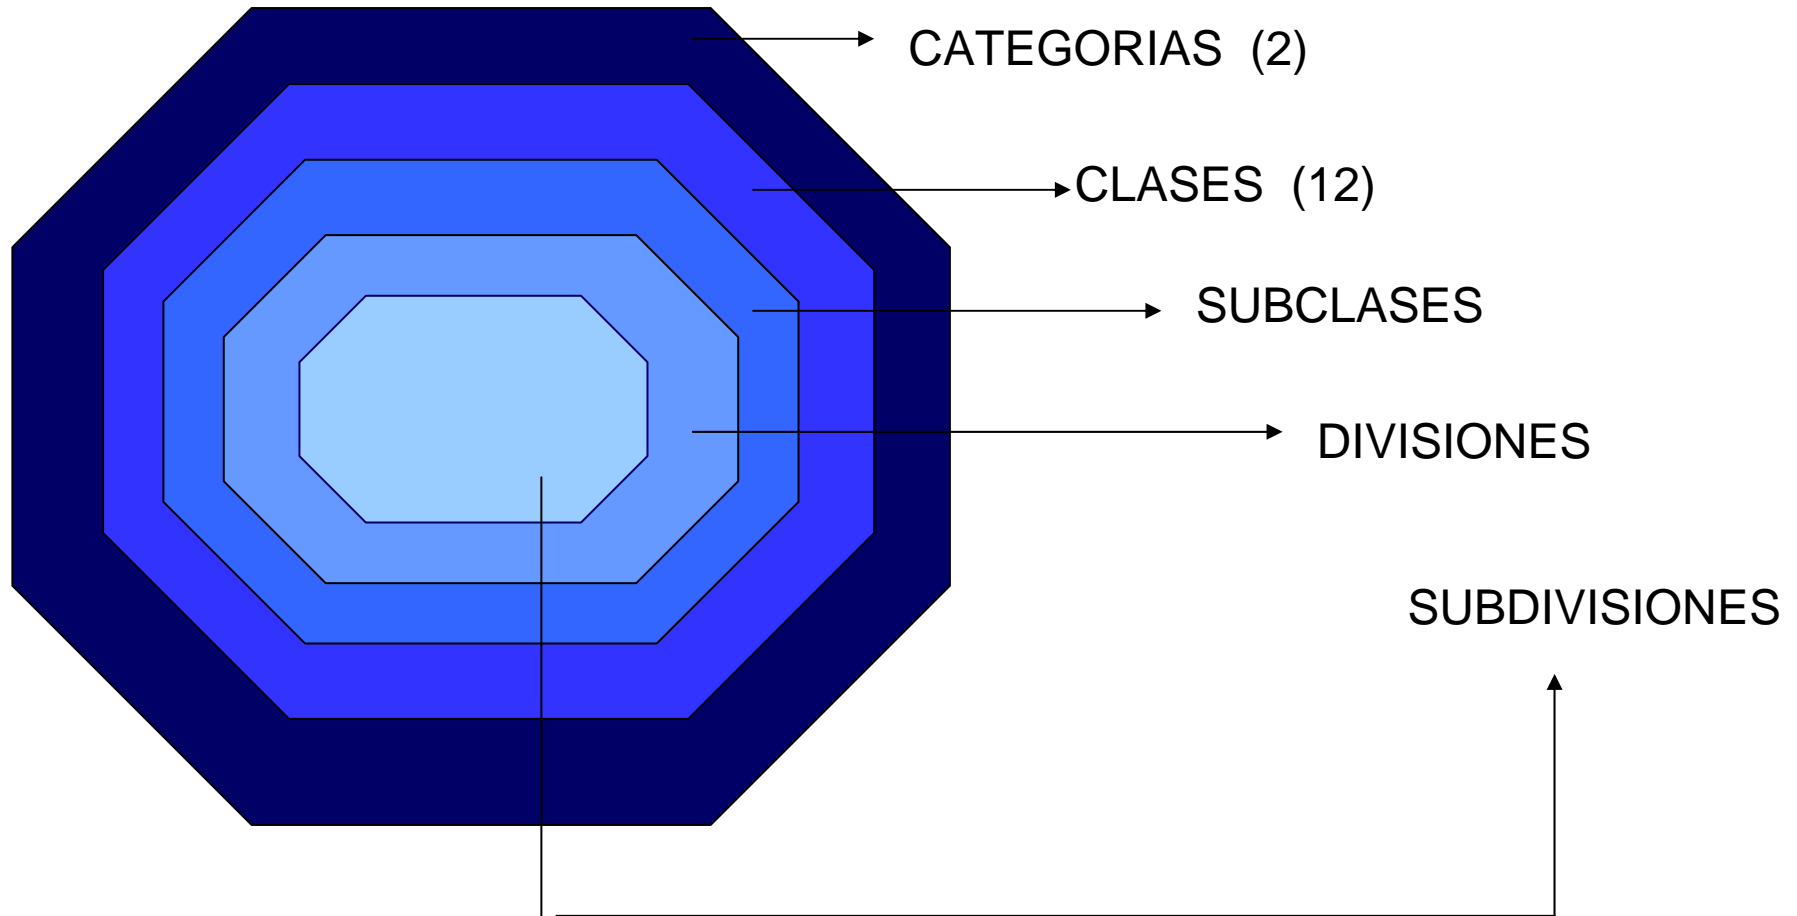 CATEGORIAS (2)
CLASES (12)
SUBCLASES
DIVISIONES
SUBDIVISIONES